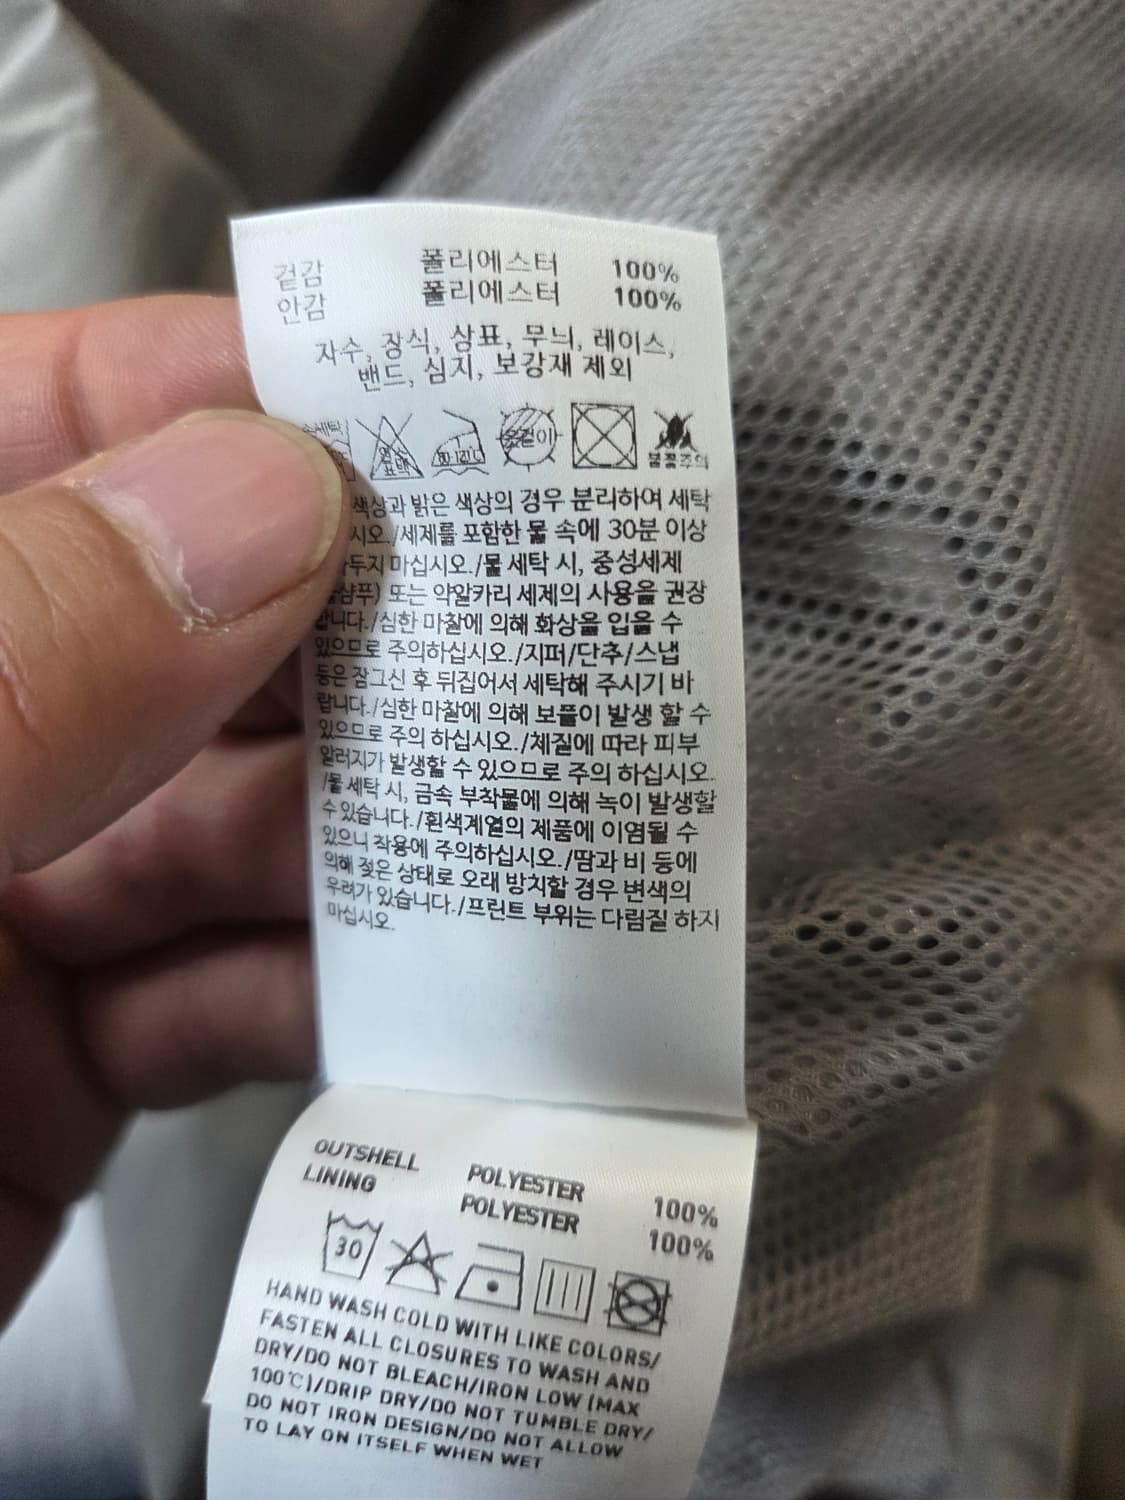 겉감 폴리에스터 100%
안감 폴리에스터 100%
자수, 장식, 상표, 무늬, 레이스,
밴드, 심지, 보강재 제외
손세탁 염소 표백 옷걸이 불꽃주의
색상과 밝은 색상의 경우 분리하여 세탁
시오./세제를 포함한 물 속에 30분 이상
두지 마십시오./물 세탁 시, 중성세제
샴푸) 또는 약알카리 세제의 사용을 권장
합니다./심한 마찰에 의해 화상을 입을 수
있으므로 주의하십시오./지퍼/단추/스냅
등은 잠그신 후 뒤집어서 세탁해 주시기 바
랍니다./심한 마찰에 의해 보풀이 발생 할 수
있으므로 주의 하십시오./체질에 따라 피부
알러지가 발생할 수 있으므로 주의 하십시오.
/물 세탁 시, 금속 부착물에 의해 녹이 발생할
수 있습니다./흰색계열의 제품에 이염될 수
있으니 착용에 주의하십시오./땀과 비 등에
의해 젖은 상태로 오래 방치할 경우 변색의
우려가 있습니다./프린트 부위는 다림질 하지
마십시오.
OUTSHELL POLYESTER 100%
LINING POLYESTER 100%
30
HAND WASH COLD WITH LIKE COLORS/
FASTEN ALL CLOSURES TO WASH AND
DRY/DO NOT BLEACH/IRON LOW (MAX
100℃)/DRIP DRY/DO NOT TUMBLE DRY/
DO NOT IRON DESIGN/DO NOT ALLOW
TO LAY ON ITSELF WHEN WET